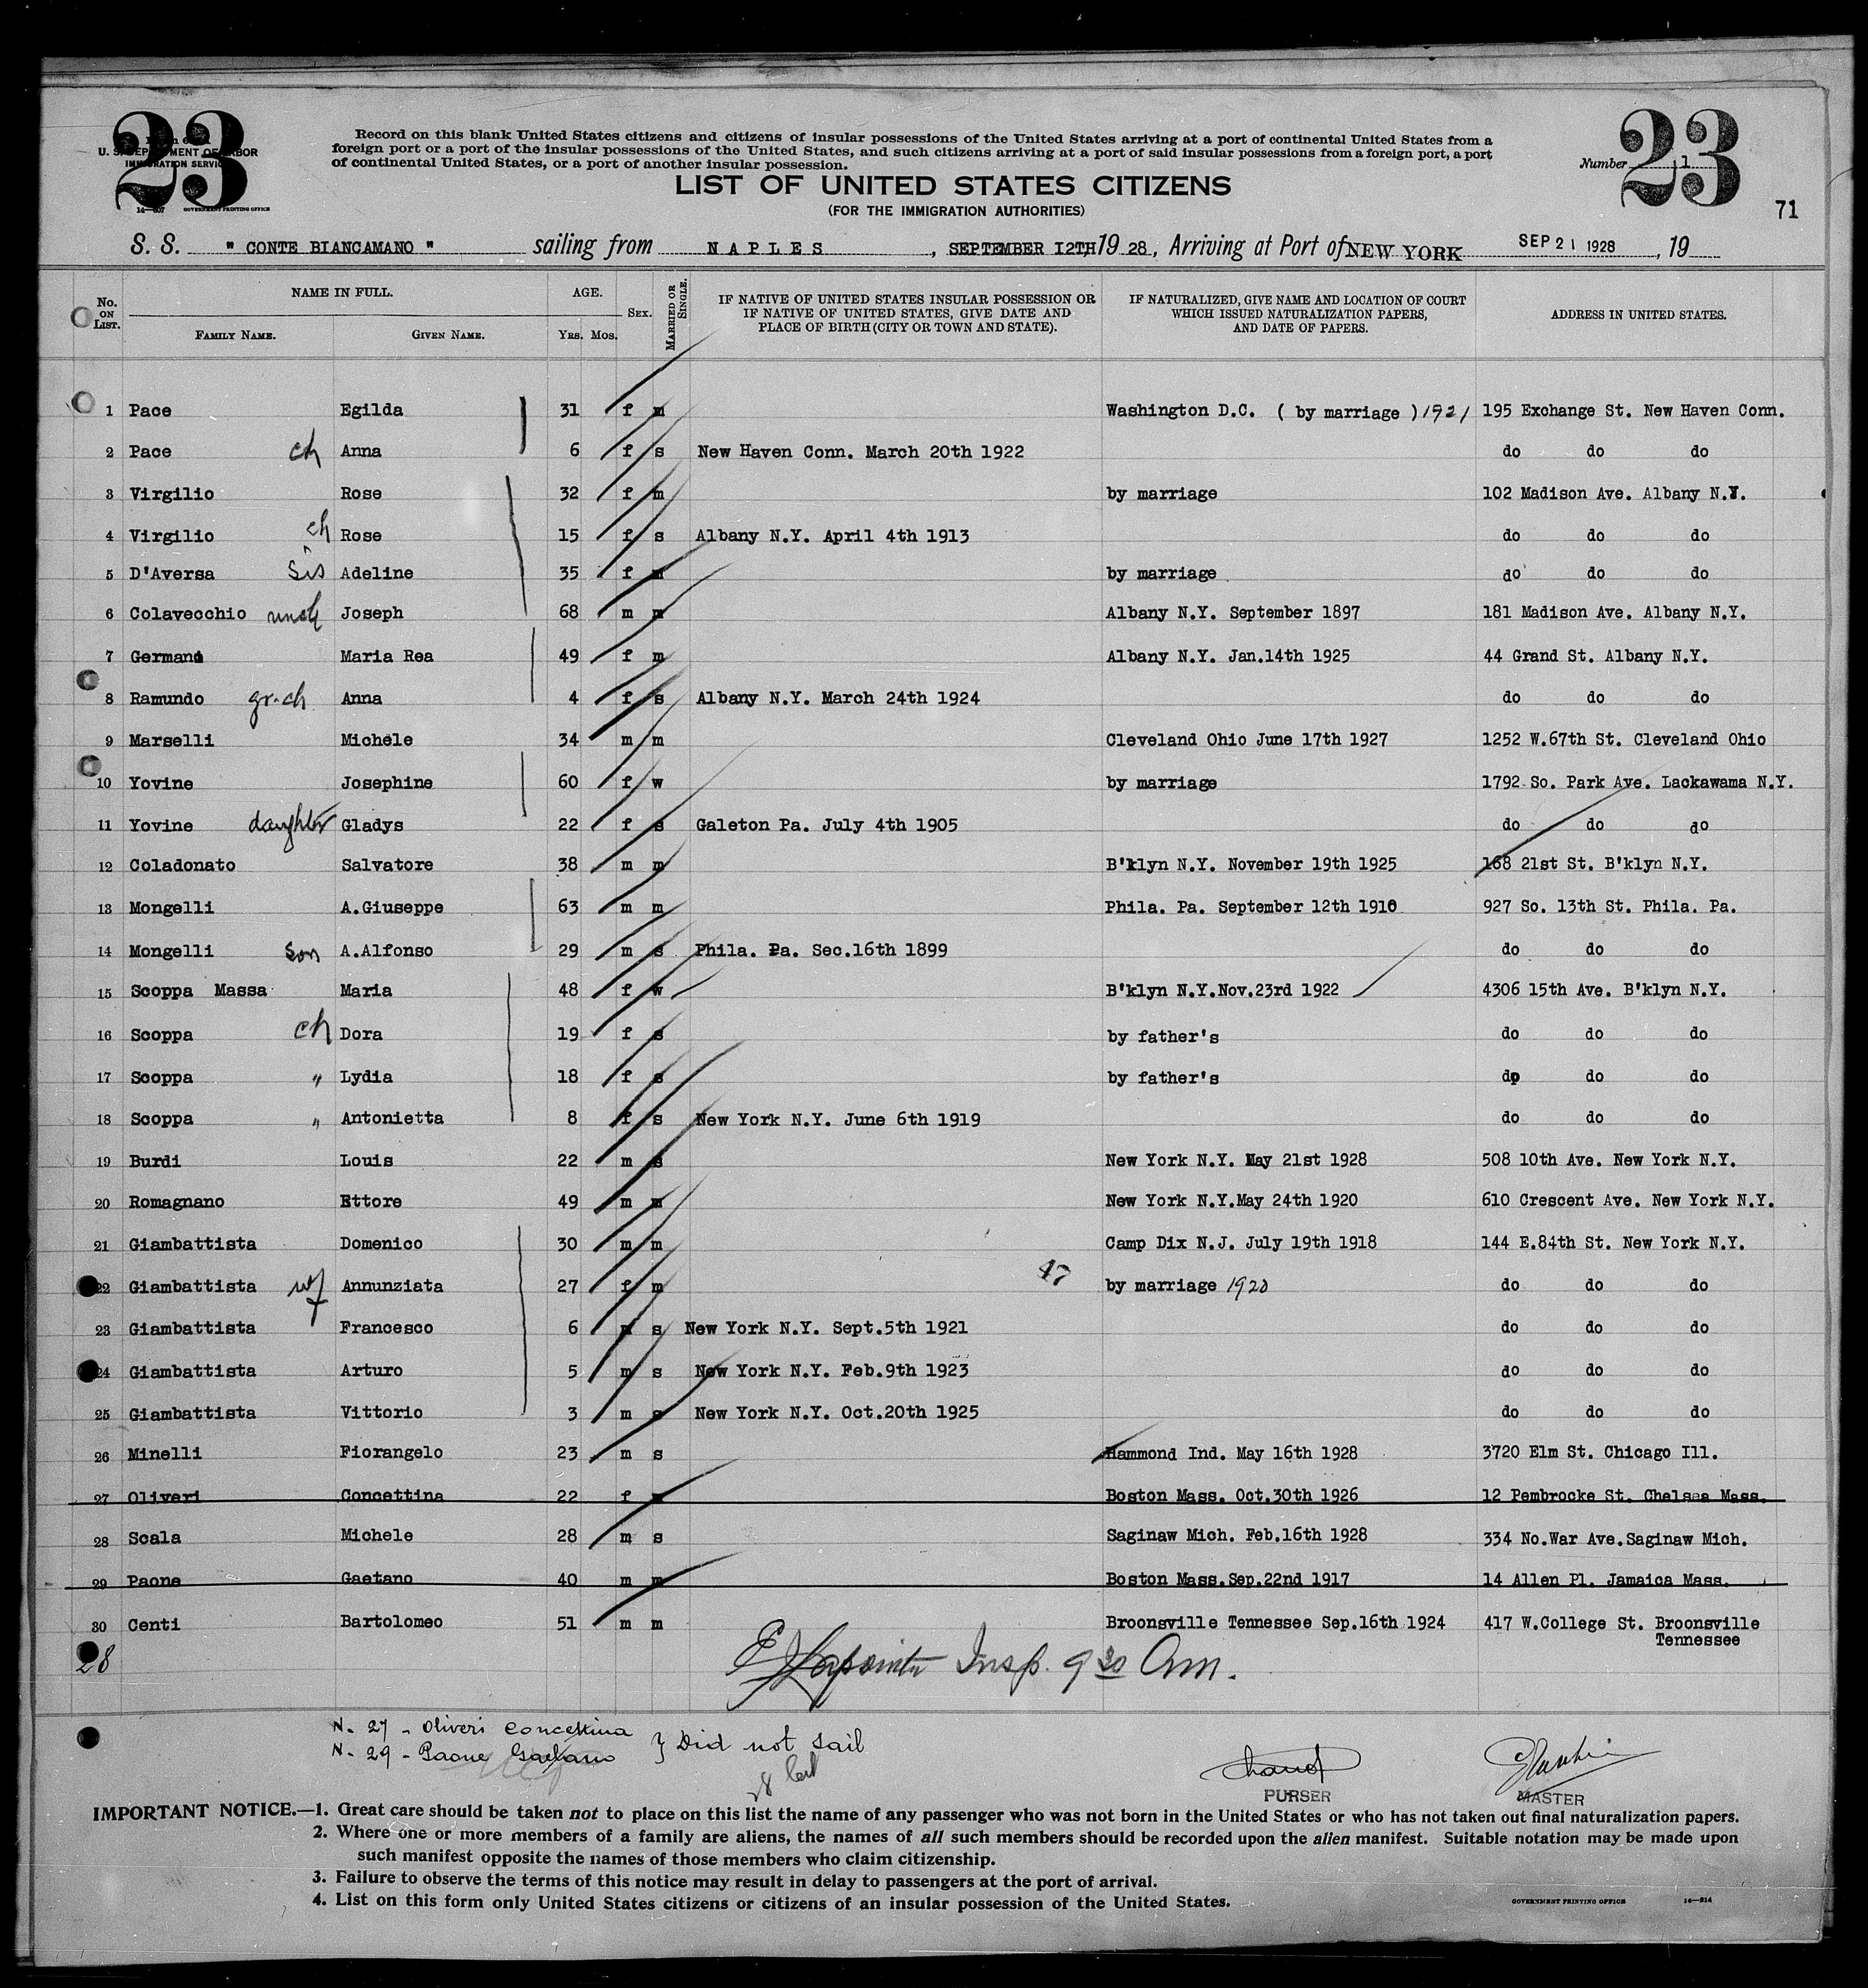 23
U. S. DEPARTMENT OF LABOR
IMMIGRATION SERVICE
14-607 GOVERNMENT PRINTING OFFICE
Record on this blank United States citizens and citizens of insular possessions of the United States arriving at a port of continental United States from a
foreign port or a port of the insular possessions of the United States, and such citizens arriving at a port of said insular possessions from a foreign port, a port
of continental United States, or a port of another insular possession.
LIST OF UNITED STATES CITIZENS
(FOR THE IMMIGRATION AUTHORITIES)
Number 1
23
71
S. S. " CONTE BIANCAMANO " sailing from NAPLES, SEPTEMBER I2TH, 19 28, Arriving at Port of NEW YORK SEP 21 1928, 19
No. ON LIST. NAME IN FULL. FAMILY NAME. GIVEN NAME. AGE. YRS. MOS. SEX. MARRIED OR SINGLE. IF NATIVE OF UNITED STATES INSULAR POSSESSION OR IF NATIVE OF UNITED STATES, GIVE DATE AND PLACE OF BIRTH (CITY OR TOWN AND STATE). IF NATURALIZED, GIVE NAME AND LOCATION OF COURT WHICH ISSUED NATURALIZATION PAPERS, AND DATE OF PAPERS. ADDRESS IN UNITED STATES.
1 Pace Egilda 31 f m Washington D.C. ( by marriage ) 1921 195 Exchange St. New Haven Conn.
2 Pace ch Anna 6 f s New Haven Conn. March 20th 1922 do do do
3 Virgilio Rose 32 f m by marriage 102 Madison Ave. Albany N.Y.
4 Virgilio ch Rose 15 f s Albany N.Y. April 4th 1913 do do do
5 D'Aversa Sis Adeline 35 f m by marriage do do do
6 Colavecchio uncle Joseph 68 m m Albany N.Y. September 1897 181 Madison Ave. Albany N.Y.
7 Germani Maria Rea 49 f m Albany N.Y. Jan.14th 1925 44 Grand St. Albany N.Y.
8 Ramundo gr-ch Anna 4 f s Albany N.Y. March 24th 1924 do do do
9 Marselli Michele 34 m m Cleveland Ohio June 17th 1927 1252 W.67th St. Cleveland Ohio
10 Yovine Josephine 60 f w by marriage 1792 So. Park Ave. Lackawama N.Y.
11 Yovine daughter Gladys 22 f s Galeton Pa. July 4th 1905 do do do
12 Coladonato Salvatore 38 m m B'klyn N.Y. November 19th 1925 168 21st St. B'klyn N.Y.
13 Mongelli A.Giuseppe 63 m m Phila. Pa. September 12th 1910 927 So. 13th St. Phila. Pa.
14 Mongelli Son A.Alfonso 29 m s Phila. Pa. Sec.16th 1899 do do do
15 Scoppa Massa Maria 48 f w B'klyn N.Y.Nov.23rd 1922 4306 15th Ave. B'klyn N.Y.
16 Scoppa ch Dora 19 f s by father's do do do
17 Scoppa " Lydia 18 f s by father's do do do
18 Scoppa " Antonietta 8 f s New York N.Y. June 6th 1919 do do do
19 Burdi Louis 22 m s New York N.Y. May 21st 1928 508 10th Ave. New York N.Y.
20 Romagnano Ettore 49 m m New York N.Y.May 24th 1920 610 Crescent Ave. New York N.Y.
21 Giambattista Domenico 30 m m Camp Dix N.J. July 19th 1918 144 E.84th St. New York N.Y.
22 Giambattista wf Annunziata 27 f m 47 by marriage 1920 do do do
23 Giambattista Francesco 6 m s New York N.Y. Sept.5th 1921 do do do
24 Giambattista Arturo 5 m s New York N.Y. Feb.9th 1923 do do do
25 Giambattista Vittorio 3 m s New York N.Y. Oct.20th 1925 do do do
26 Minelli Fiorangelo 23 m s Hammond Ind. May 16th 1928 3720 Elm St. Chicago Ill.
27 Oliveri Concettina 22 f Boston Mass. Oct.30th 1926 12 Pembrocke St. Chelsea Mass.
28 Scala Michele 28 m s Saginaw Mich. Feb.16th 1928 334 No.War Ave.Saginaw Mich.
29 Paone Gaetano 40 m m Boston Mass.Sep.22nd 1917 14 Allen Pl. Jamaica Mass.
30 Centi Bartolomeo 51 m m Broonsville Tennessee Sep.16th 1924 417 W.College St. Broonsville
Tennessee
28
E Lapointe Insp. 9 30 Am.
N. 27 - Oliveri Concettina
N. 29 - Paone Gaetano } Did not sail
PURSER
MASTER
IMPORTANT NOTICE.—1. Great care should be taken not to place on this list the name of any passenger who was not born in the United States or who has not taken out final naturalization papers.
2. Where one or more members of a family are aliens, the names of all such members should be recorded upon the alien manifest. Suitable notation may be made upon
such manifest opposite the names of those members who claim citizenship.
3. Failure to observe the terms of this notice may result in delay to passengers at the port of arrival.
4. List on this form only United States citizens or citizens of an insular possession of the United States.
GOVERNMENT PRINTING OFFICE 14-614